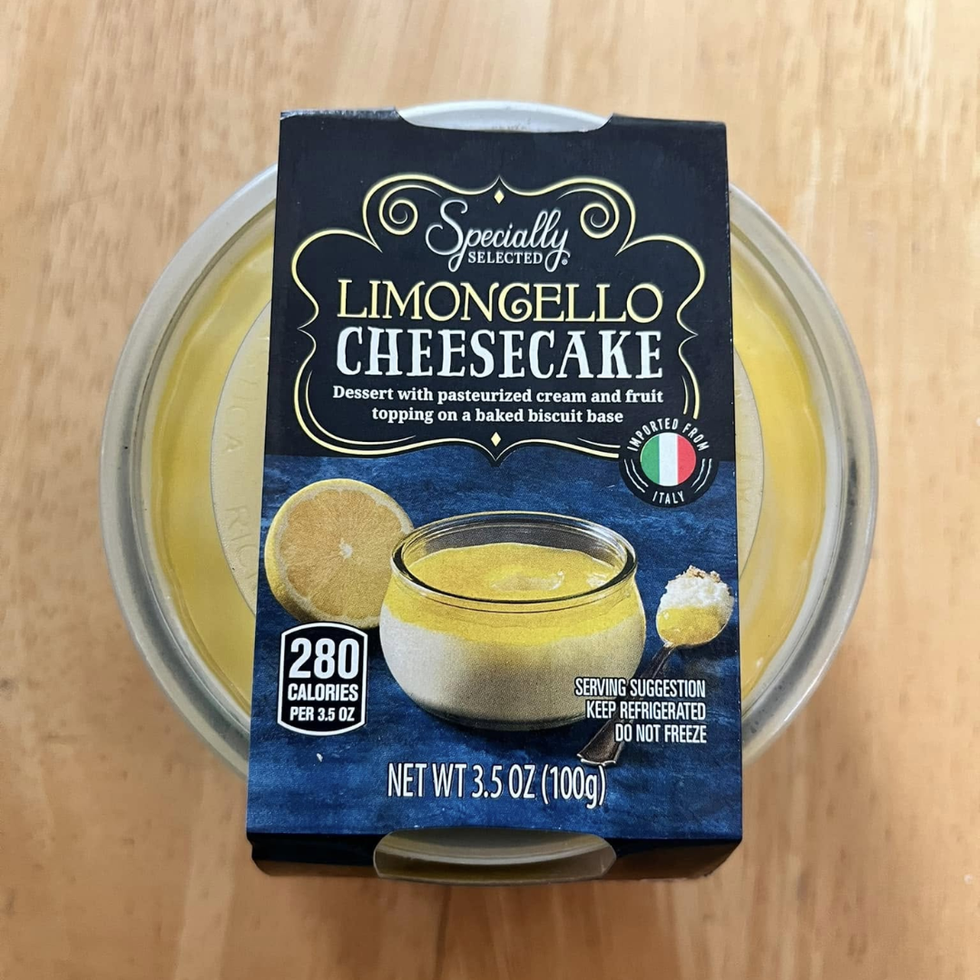 Specially
SELECTED®
LIMONCELLO
CHEESECAKE
Dessert with pasteurized cream and fruit
topping on a baked biscuit base
IMPORTED FROM
ITALY
280
CALORIES
PER 3.5 OZ
SERVING SUGGESTION
KEEP REFRIGERATED
DO NOT FREEZE
NET WT 3.5 OZ (100g)